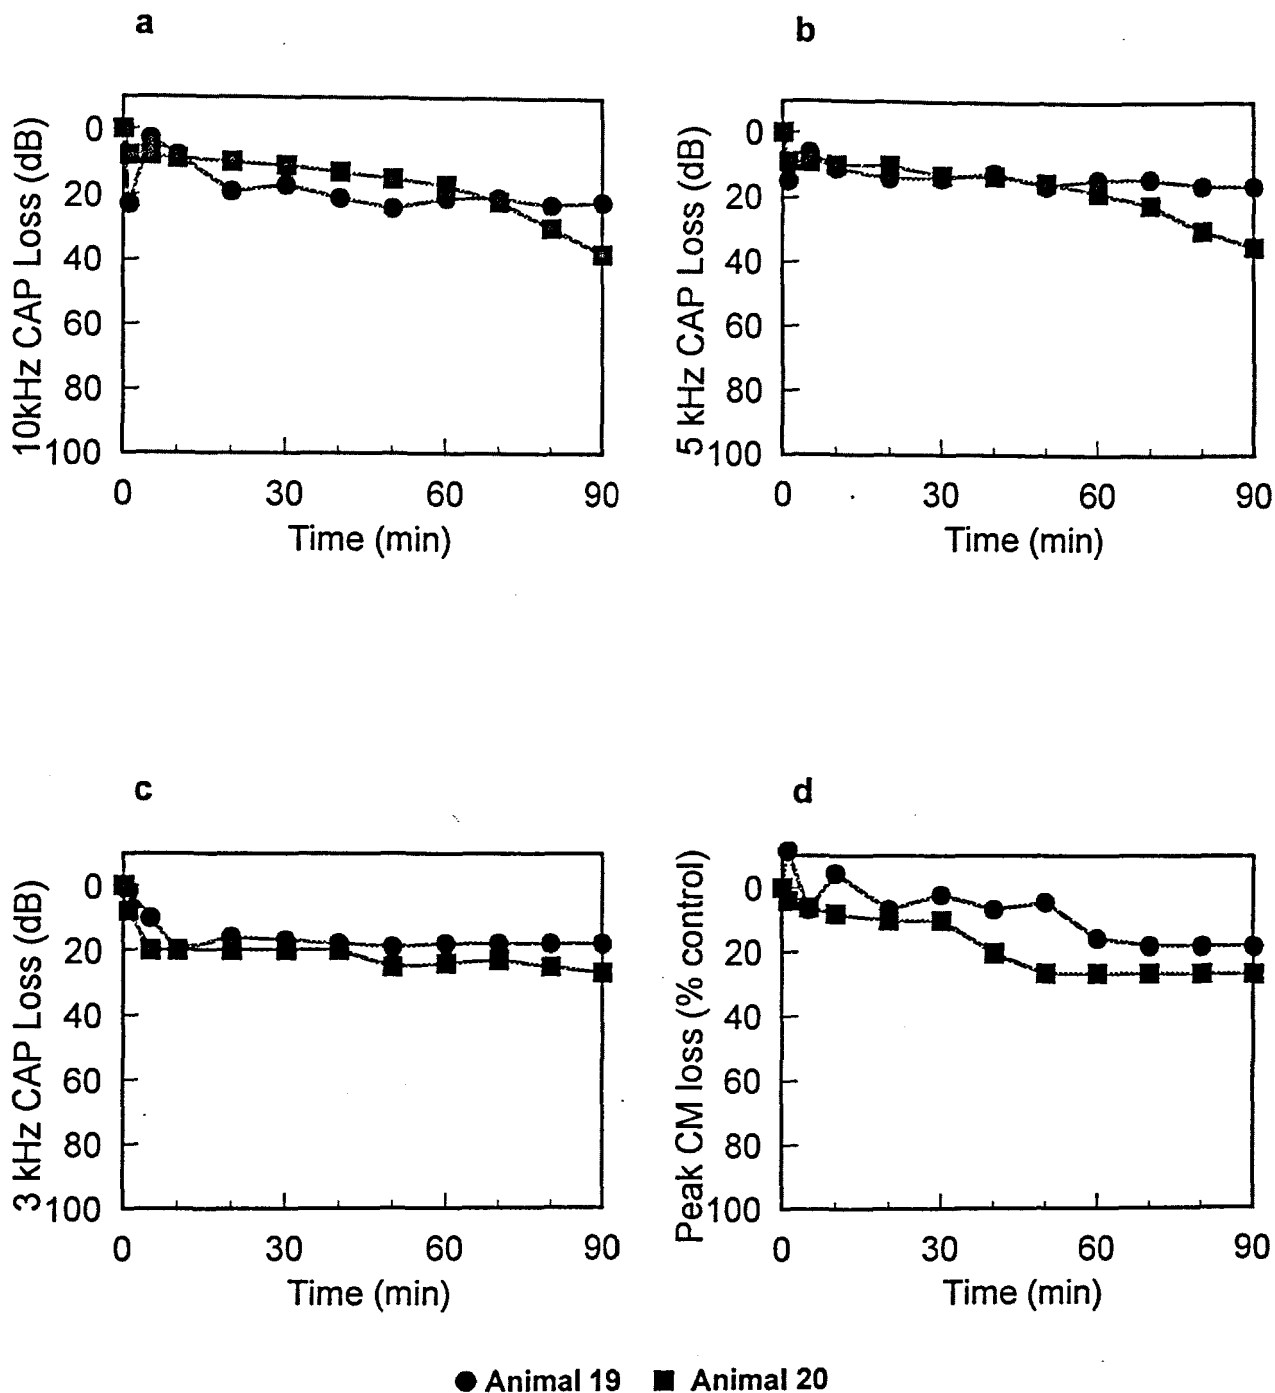 a
10kHz CAP Loss (dB)
0
20
40
60
80
100
0 30 60 90
Time (min)
b
5 kHz CAP Loss (dB)
0
20
40
60
80
100
0 30 60 90
Time (min)
c
3 kHz CAP Loss (dB)
0
20
40
60
80
100
0 30 60 90
Time (min)
d
Peak CM loss (% control)
0
20
40
60
80
100
0 30 60 90
Time (min)
Animal 19 Animal 20